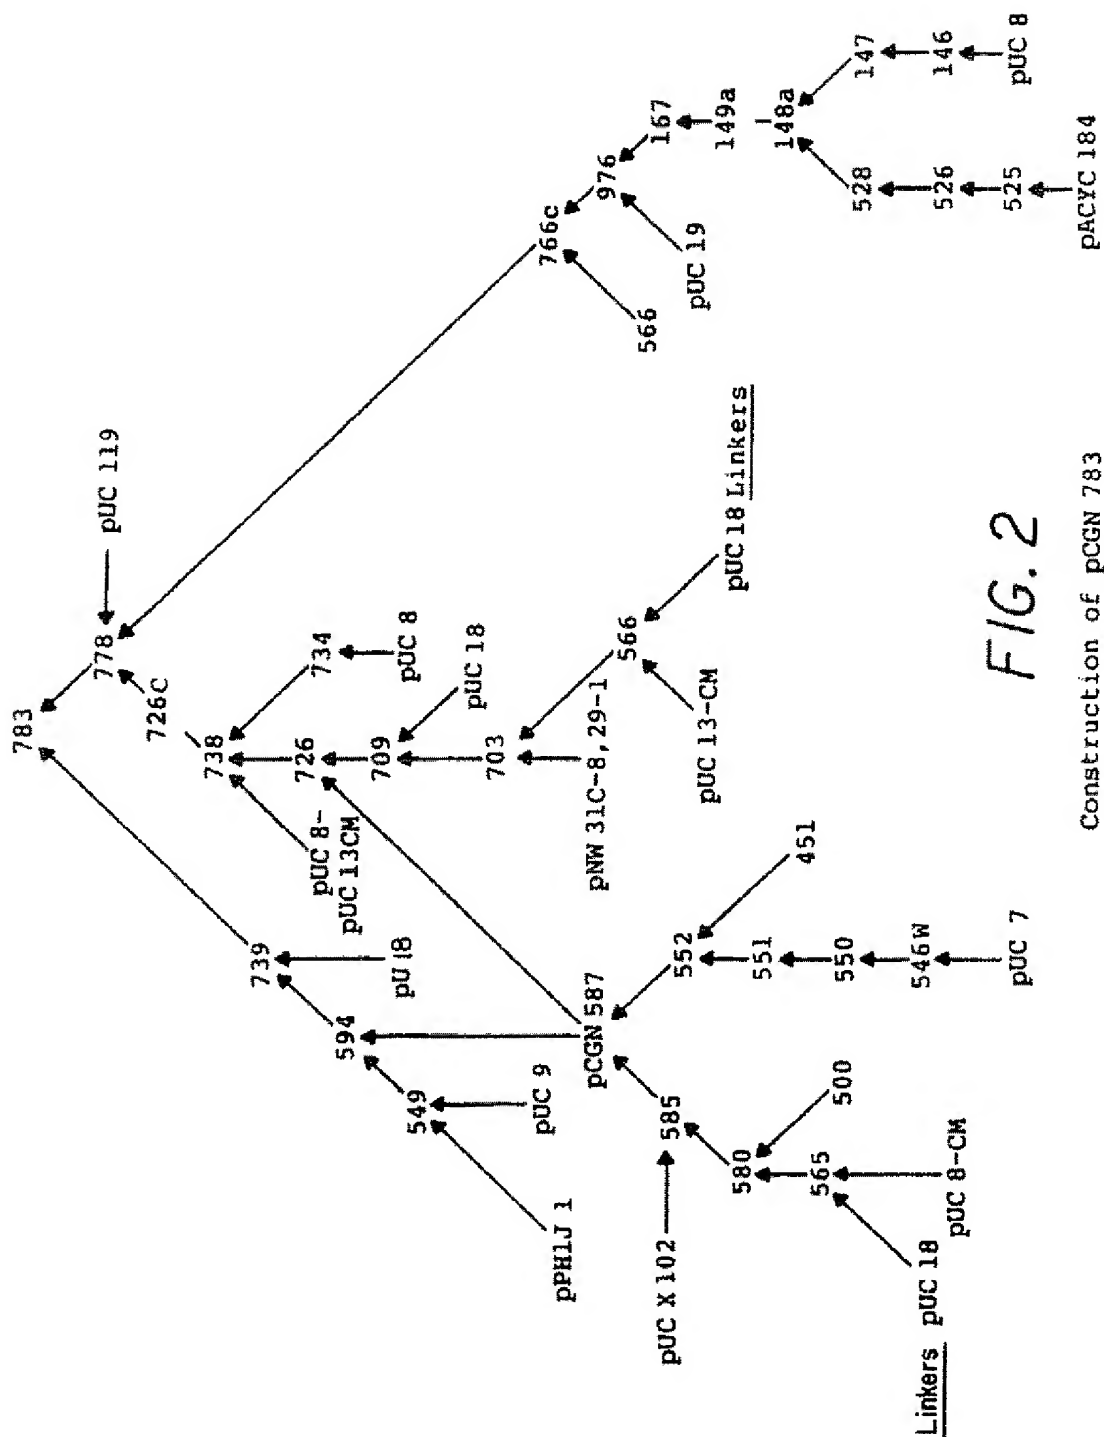 783
778
pUC 119
726C
739
pU 18
594
549
pUC 9
pPH1J 1
738
734
pUC 8
pUC 8-
pUC 13CM
726
709
pUC 18
703
pNW 31C-8, 29-1
566
pUC 18 Linkers
pUC 13-CM
766c
566
976
pUC 19
167
149a
148a
528
526
525
pACYC 184
147
146
pUC 8
pCGN 587
585
pUC X 102
580
500
565
pUC 8-CM
Linkers pUC 18
552
451
551
550
546W
pUC 7
FIG. 2
Construction of pCGN 783